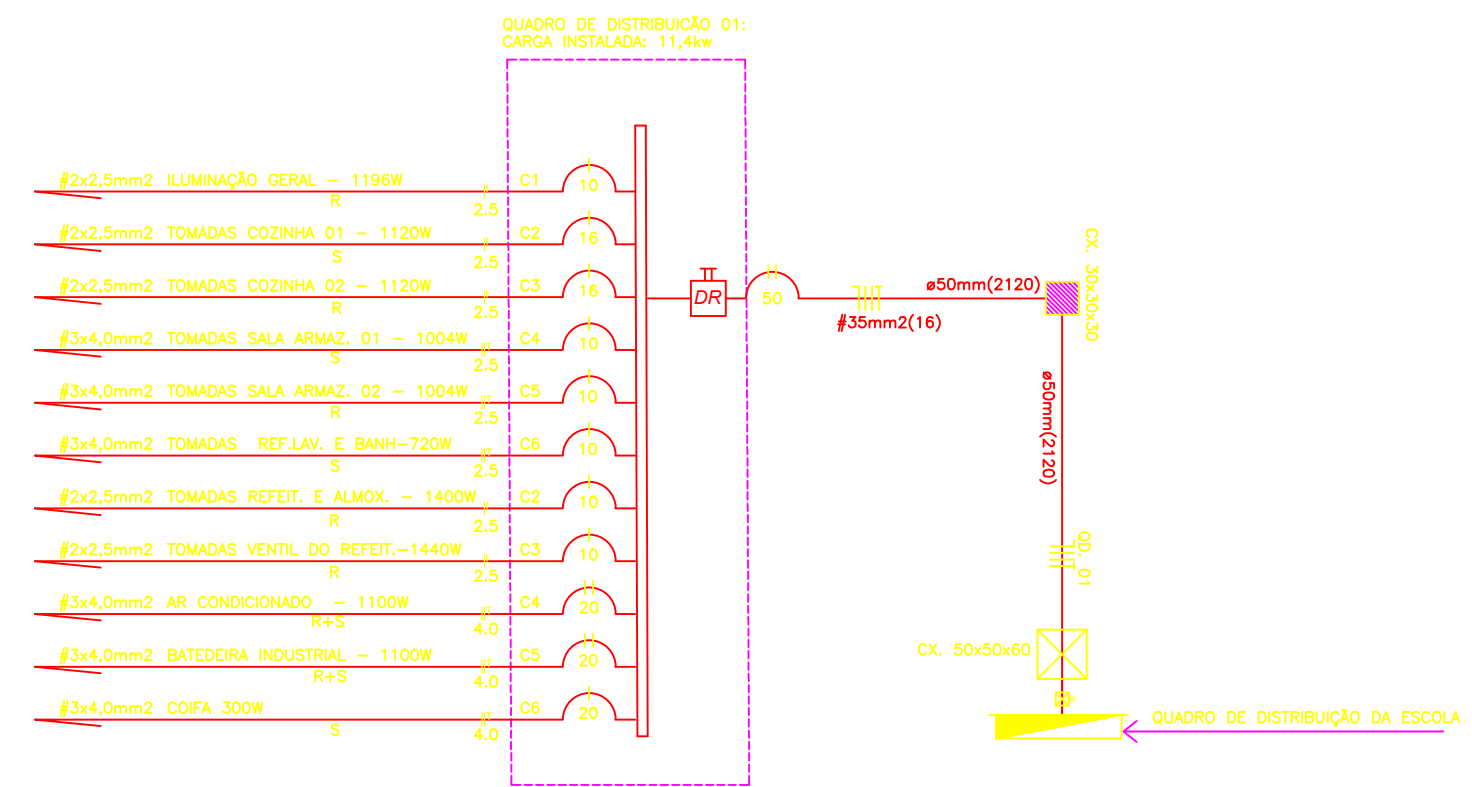 QUADRO DE DISTRIBUIÇÃO 01:
CARGA INSTALADA: 11,4kw
#2x2,5mm2 ILUMINAÇÃO GERAL – 1196W
R
2.5
C1
10
#2x2,5mm2 TOMADAS COZINHA 01 – 1120W
S
2.5
C2
16
#2x2,5mm2 TOMADAS COZINHA 02 – 1120W
R
2.5
C3
16
#3x4,0mm2 TOMADAS SALA ARMAZ. 01 – 1004W
S
2.5
C4
10
#3x4,0mm2 TOMADAS SALA ARMAZ. 02 – 1004W
R
2.5
C5
10
#3x4,0mm2 TOMADAS REF.LAV. E BANH–720W
S
2.5
C6
10
#2x2,5mm2 TOMADAS REFEIT. E ALMOX. – 1400W
R
2.5
C2
10
#2x2,5mm2 TOMADAS VENTIL DO REFEIT.–1440W
R
2.5
C3
10
#3x4,0mm2 AR CONDICIONADO – 1100W
R+S
4.0
C4
20
#3x4,0mm2 BATEDEIRA INDUSTRIAL – 1100W
R+S
4.0
C5
20
#3x4,0mm2 COIFA 300W
S
4.0
C6
20
DR
50
#35mm2(16)
ø50mm(2120)
CX. 30x30x30
ø50mm(2120)
QD. 01
CX. 50x50x60
QUADRO DE DISTRIBUIÇÃO DA ESCOLA